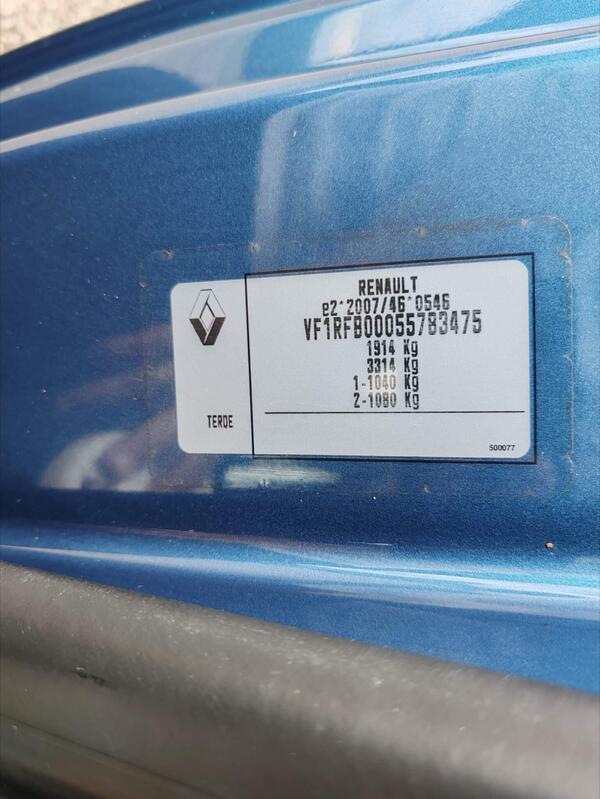 RENAULT
e2*2007/46*0546
VF1RFB00055783475
1914 Kg
3314 Kg
1-1040 Kg
2-1080 Kg
TERDE
500077